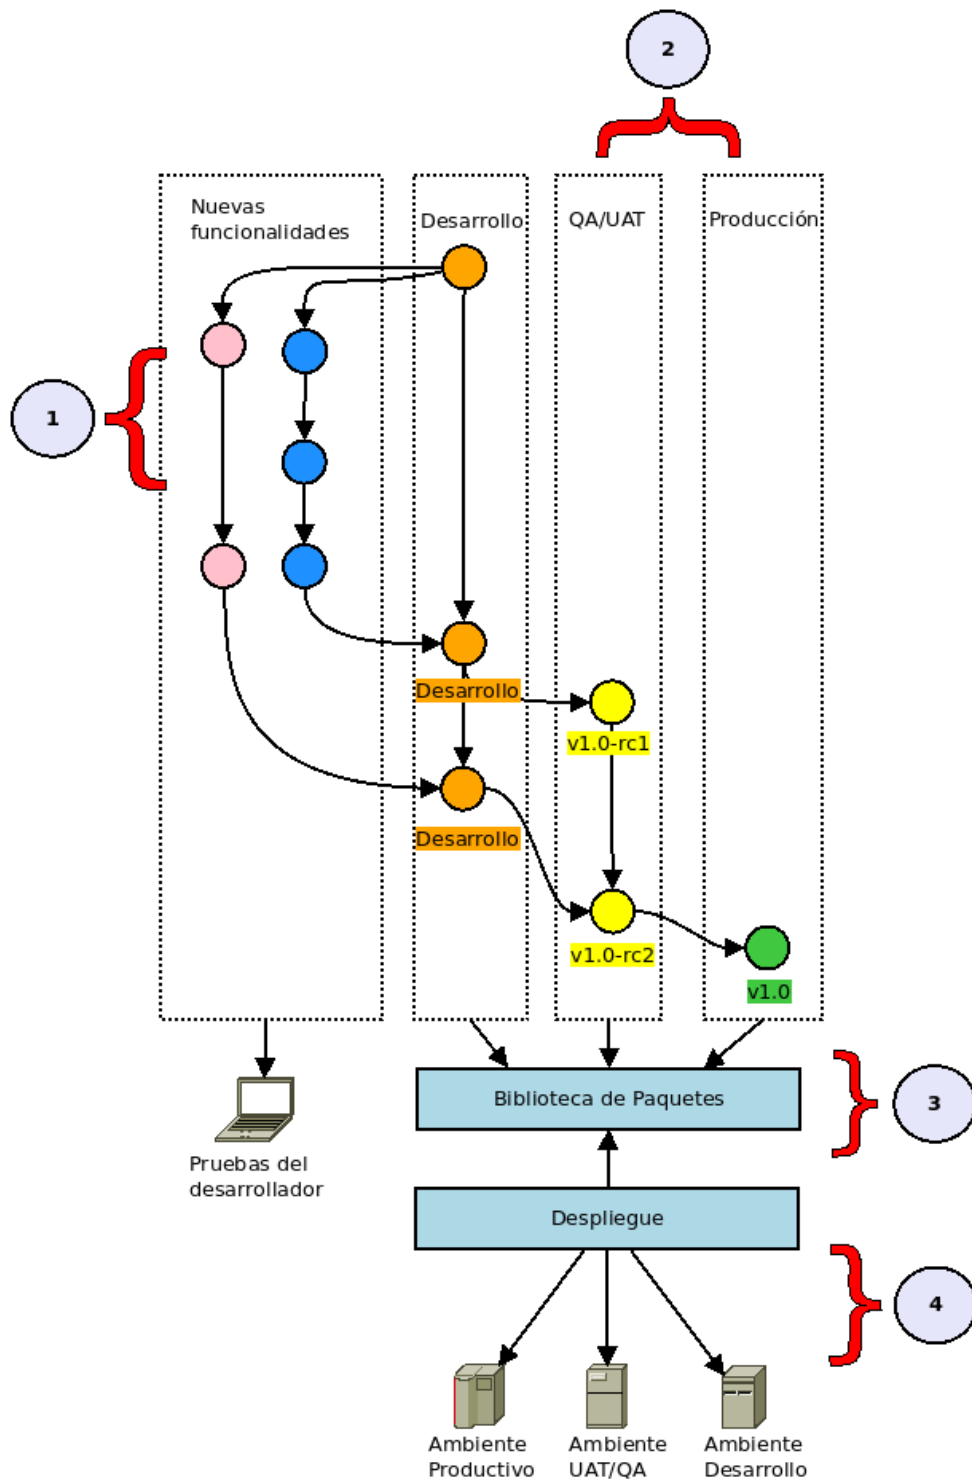 2
Nuevas
funcionalidades
Desarrollo
QA/UAT
Producción
1
Desarrollo
v1.0-rc1
Desarrollo
v1.0-rc2
v1.0
Biblioteca de Paquetes
3
Pruebas del
desarrollador
Despliegue
4
Ambiente
Productivo
Ambiente
UAT/QA
Ambiente
Desarrollo